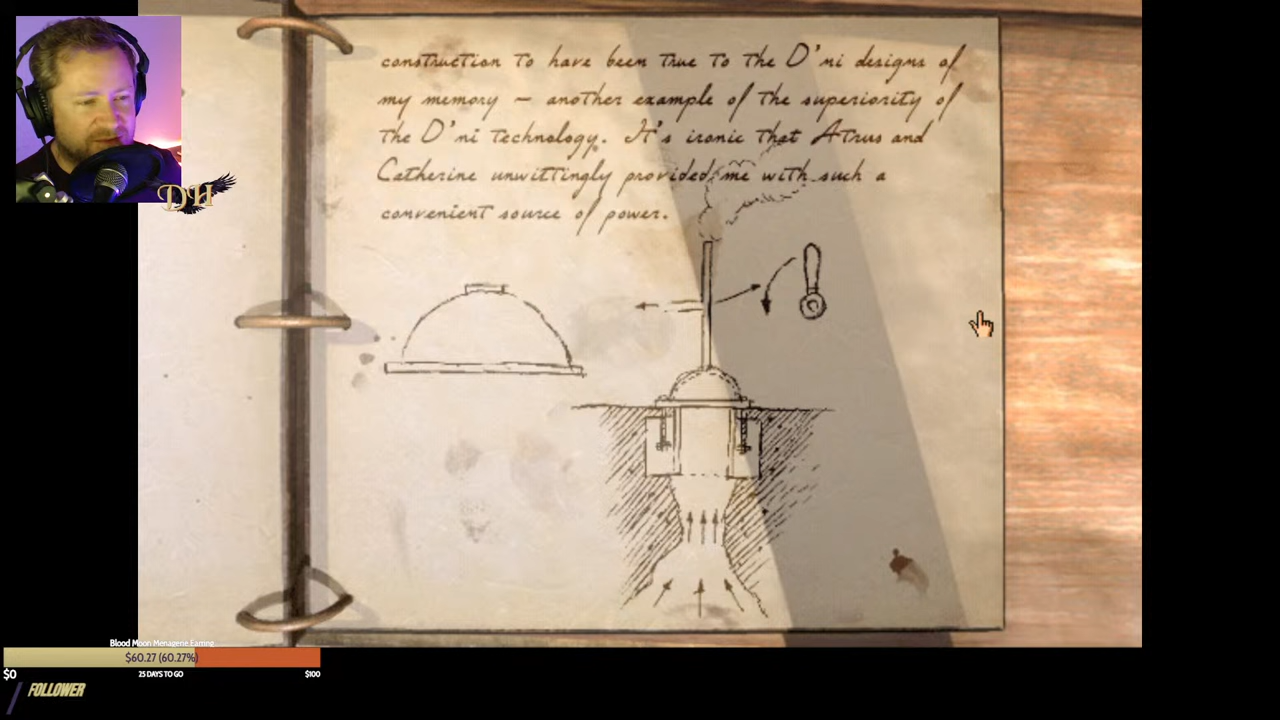 construction to have been true to the D'ni designs of
my memory – another example of the superiority of
the D'ni technology. It's ironic that Atrus and
Catherine unwittingly provided me with such a
convenient source of power.
DH
Blood Moon Menagerie Earring
$60.27 (60.27%)
$0
25 DAYS TO GO
$100
FOLLOWER